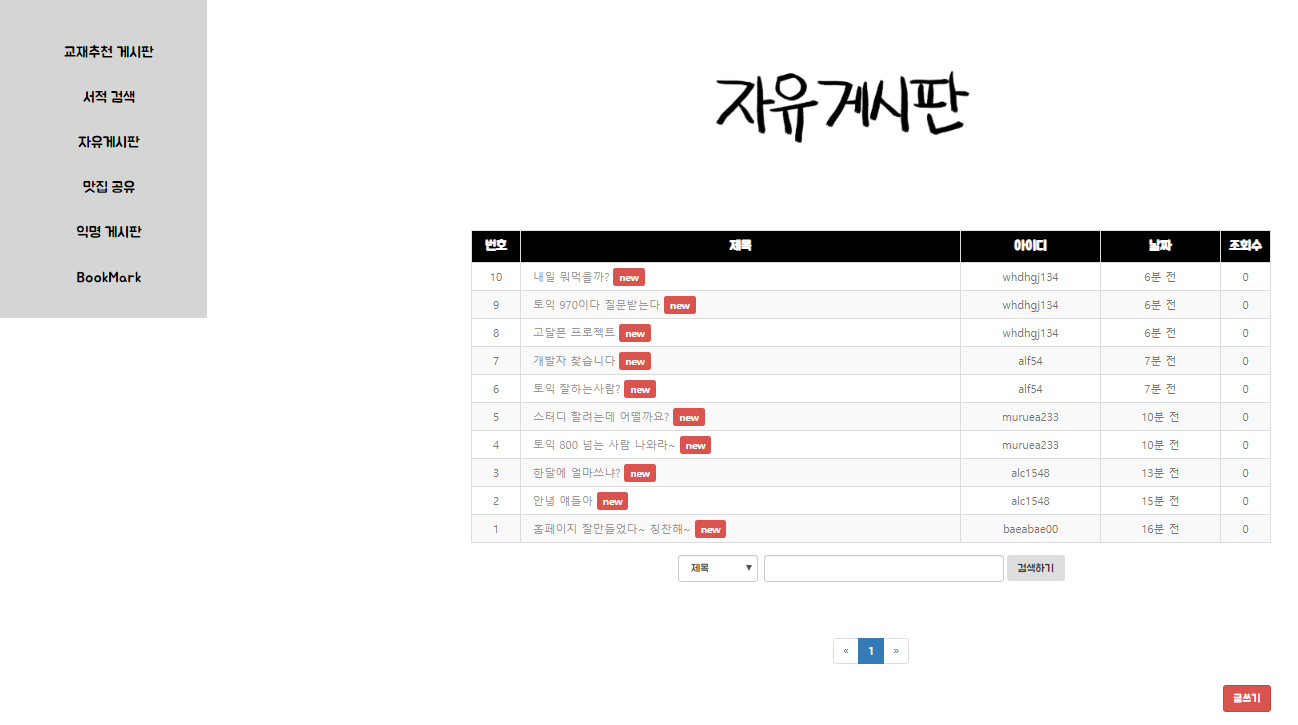 교재추천 게시판
서적 검색
자유게시판
맛집 공유
익명 게시판
BookMark
자유게시판
번호 제목 아이디 날짜 조회수
10 내일 뭐먹을까? new whdhgj134 6분 전 0
9 토익 970이다 질문받는다 new whdhgj134 6분 전 0
8 고달픈 프로젝트 new whdhgj134 6분 전 0
7 개발자 찾습니다 new alf54 7분 전 0
6 토익 잘하는사람? new alf54 7분 전 0
5 스터디 할려는데 어떨까요? new muruea233 10분 전 0
4 토익 800 넘는 사람 나와라~ new muruea233 10분 전 0
3 한달에 얼마쓰냐? new alc1548 13분 전 0
2 안녕 얘들아 new alc1548 15분 전 0
1 홈페이지 잘만들었다~ 칭찬해~ new baeabae00 16분 전 0
제목 ▼ 검색하기
« 1 »
글쓰기